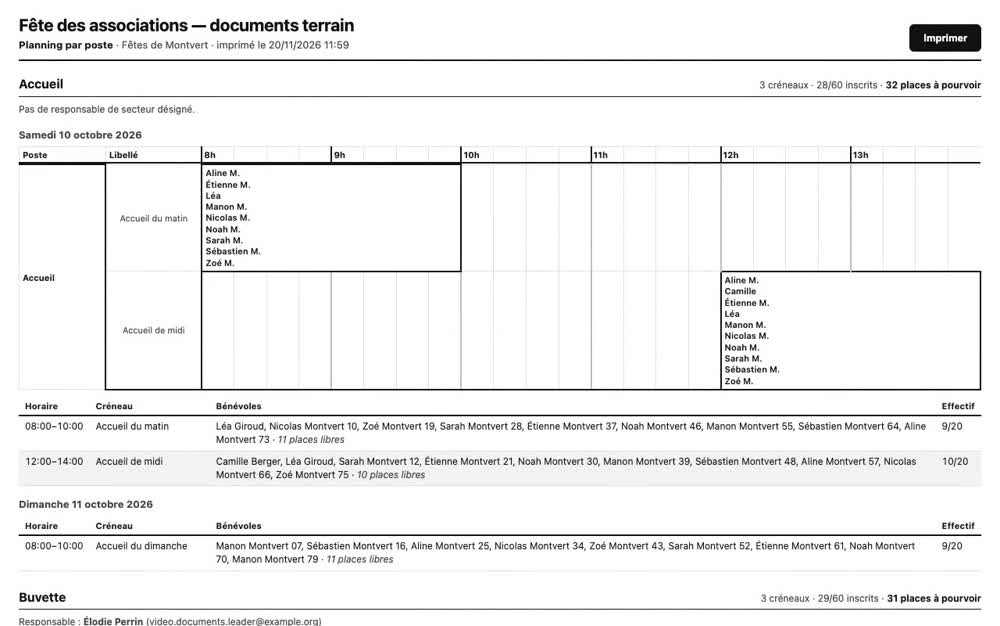 Fête des associations — documents terrain
Planning par poste · Fêtes de Montvert · imprimé le 20/11/2026 11:59
Imprimer
Accueil
3 créneaux · 28/60 inscrits · 32 places à pourvoir
Pas de responsable de secteur désigné.
Samedi 10 octobre 2026
Poste Libellé 8h 9h 10h 11h 12h 13h
Accueil
Accueil du matin
Aline M.
Étienne M.
Léa
Manon M.
Nicolas M.
Noah M.
Sarah M.
Sébastien M.
Zoé M.
Accueil de midi
Aline M.
Camille
Étienne M.
Léa
Manon M.
Nicolas M.
Noah M.
Sarah M.
Sébastien M.
Zoé M.
Horaire Créneau Bénévoles Effectif
08:00–10:00 Accueil du matin Léa Giroud, Nicolas Montvert 10, Zoé Montvert 19, Sarah Montvert 28, Étienne Montvert 37, Noah Montvert 46, Manon Montvert 55, Sébastien Montvert 64, Aline 9/20
Montvert 73 · 11 places libres
12:00–14:00 Accueil de midi Camille Berger, Léa Giroud, Sarah Montvert 12, Étienne Montvert 21, Noah Montvert 30, Manon Montvert 39, Sébastien Montvert 48, Aline Montvert 57, Nicolas 10/20
Montvert 66, Zoé Montvert 75 · 10 places libres
Dimanche 11 octobre 2026
Horaire Créneau Bénévoles Effectif
08:00–10:00 Accueil du dimanche Manon Montvert 07, Sébastien Montvert 16, Aline Montvert 25, Nicolas Montvert 34, Zoé Montvert 43, Sarah Montvert 52, Étienne Montvert 61, Noah Montvert 9/20
70, Manon Montvert 79 · 11 places libres
Buvette
3 créneaux · 29/60 inscrits · 31 places à pourvoir
Responsable : Élodie Perrin (video.documents.leader@example.org)